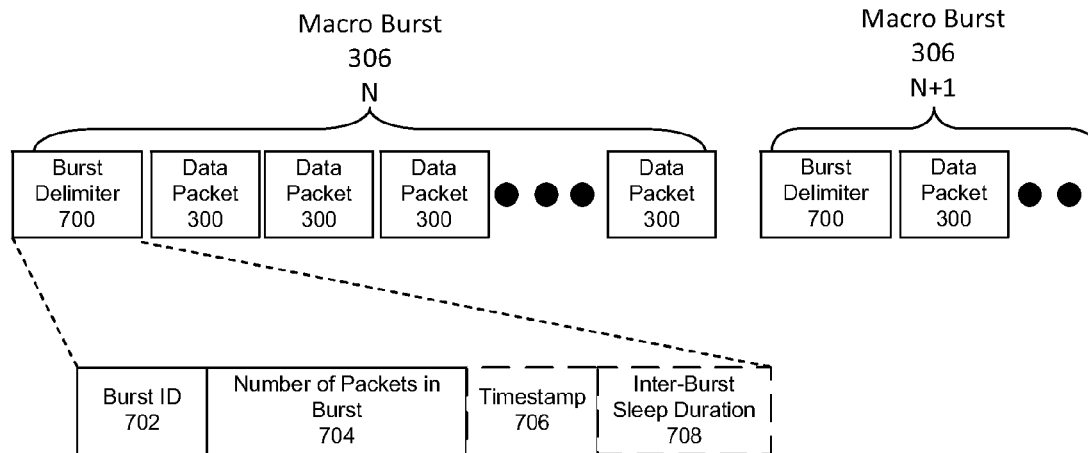 Macro Burst
306
N
Macro Burst
306
N+1
Burst
Delimiter
700
Data
Packet
300
Data
Packet
300
Data
Packet
300
Data
Packet
300
Burst
Delimiter
700
Data
Packet
300
Burst ID
702
Number of Packets in
Burst
704
Timestamp
706
Inter-Burst
Sleep Duration
708